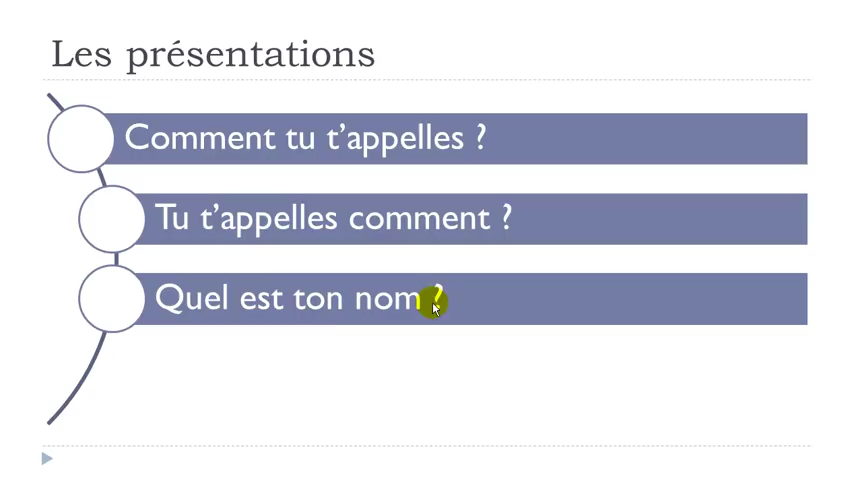 Les présentations
Comment tu t’appelles ?
Tu t’appelles comment ?
Quel est ton nom ?